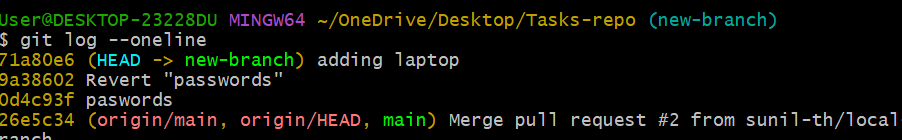 User@DESKTOP-23228DU MINGW64 ~/OneDrive/Desktop/Tasks-repo (new-branch)
$ git log --oneline
71a80e6 (HEAD -> new-branch) adding laptop
9a38602 Revert "passwords"
0d4c93f paswords
26e5c34 (origin/main, origin/HEAD, main) Merge pull request #2 from sunil-th/local
branch